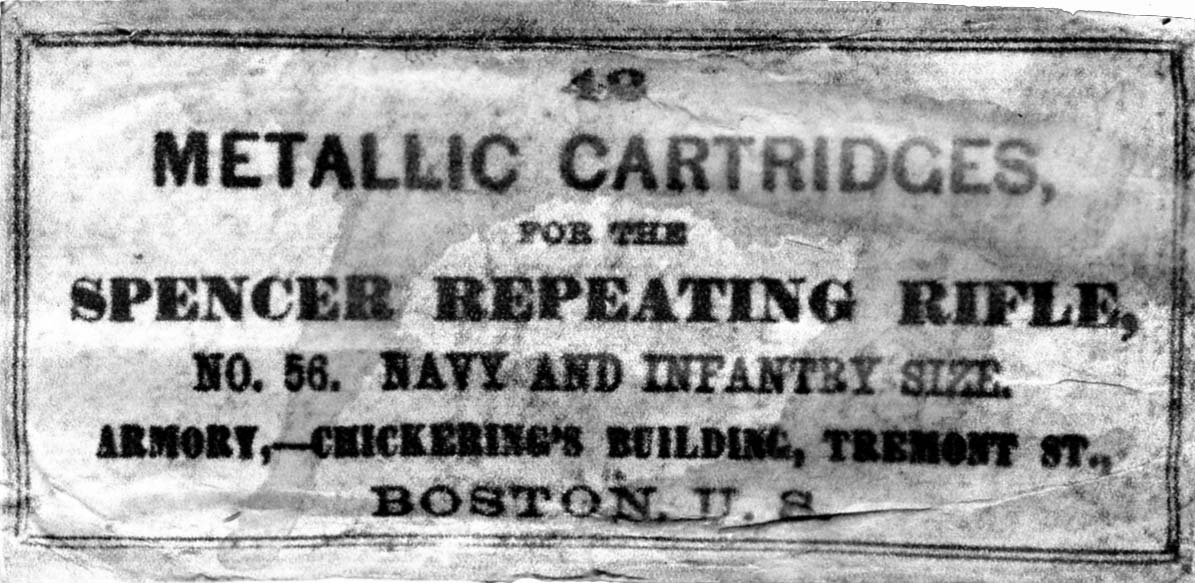 42
METALLIC CARTRIDGES,
FOR THE
SPENCER REPEATING RIFLE,
NO. 56. NAVY AND INFANTRY SIZE.
ARMORY,—CHICKERING'S BUILDING, TREMONT ST.,
BOSTON, U. S.